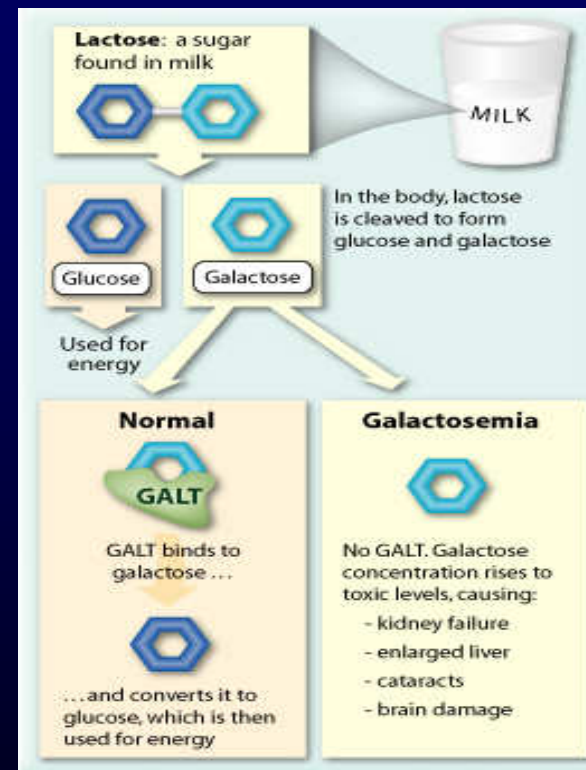 Lactose: a sugar
found in milk
MILK
In the body, lactose
is cleaved to form
glucose and galactose
Glucose
Galactose
Used for
energy
Normal
GALT
GALT binds to
galactose ...
...and converts it to
glucose, which is then
used for energy
Galactosemia
No GALT. Galactose
concentration rises to
toxic levels, causing:
- kidney failure
- enlarged liver
- cataracts
- brain damage